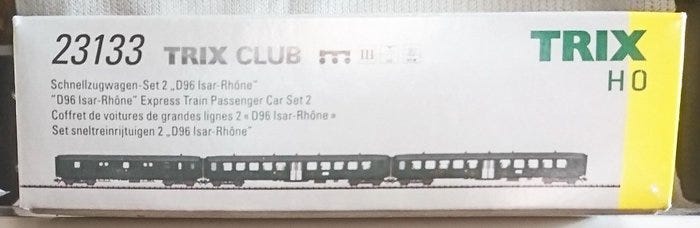 23133 TRIX CLUB III
TRIX
H0
Schnellzugwagen-Set 2 „D96 Isar-Rhône"
"D96 Isar-Rhône" Express Train Passenger Car Set 2
Coffret de voitures de grandes lignes 2 « D96 Isar-Rhône »
Set sneltreinrijtuigen 2 „D96 Isar-Rhône"